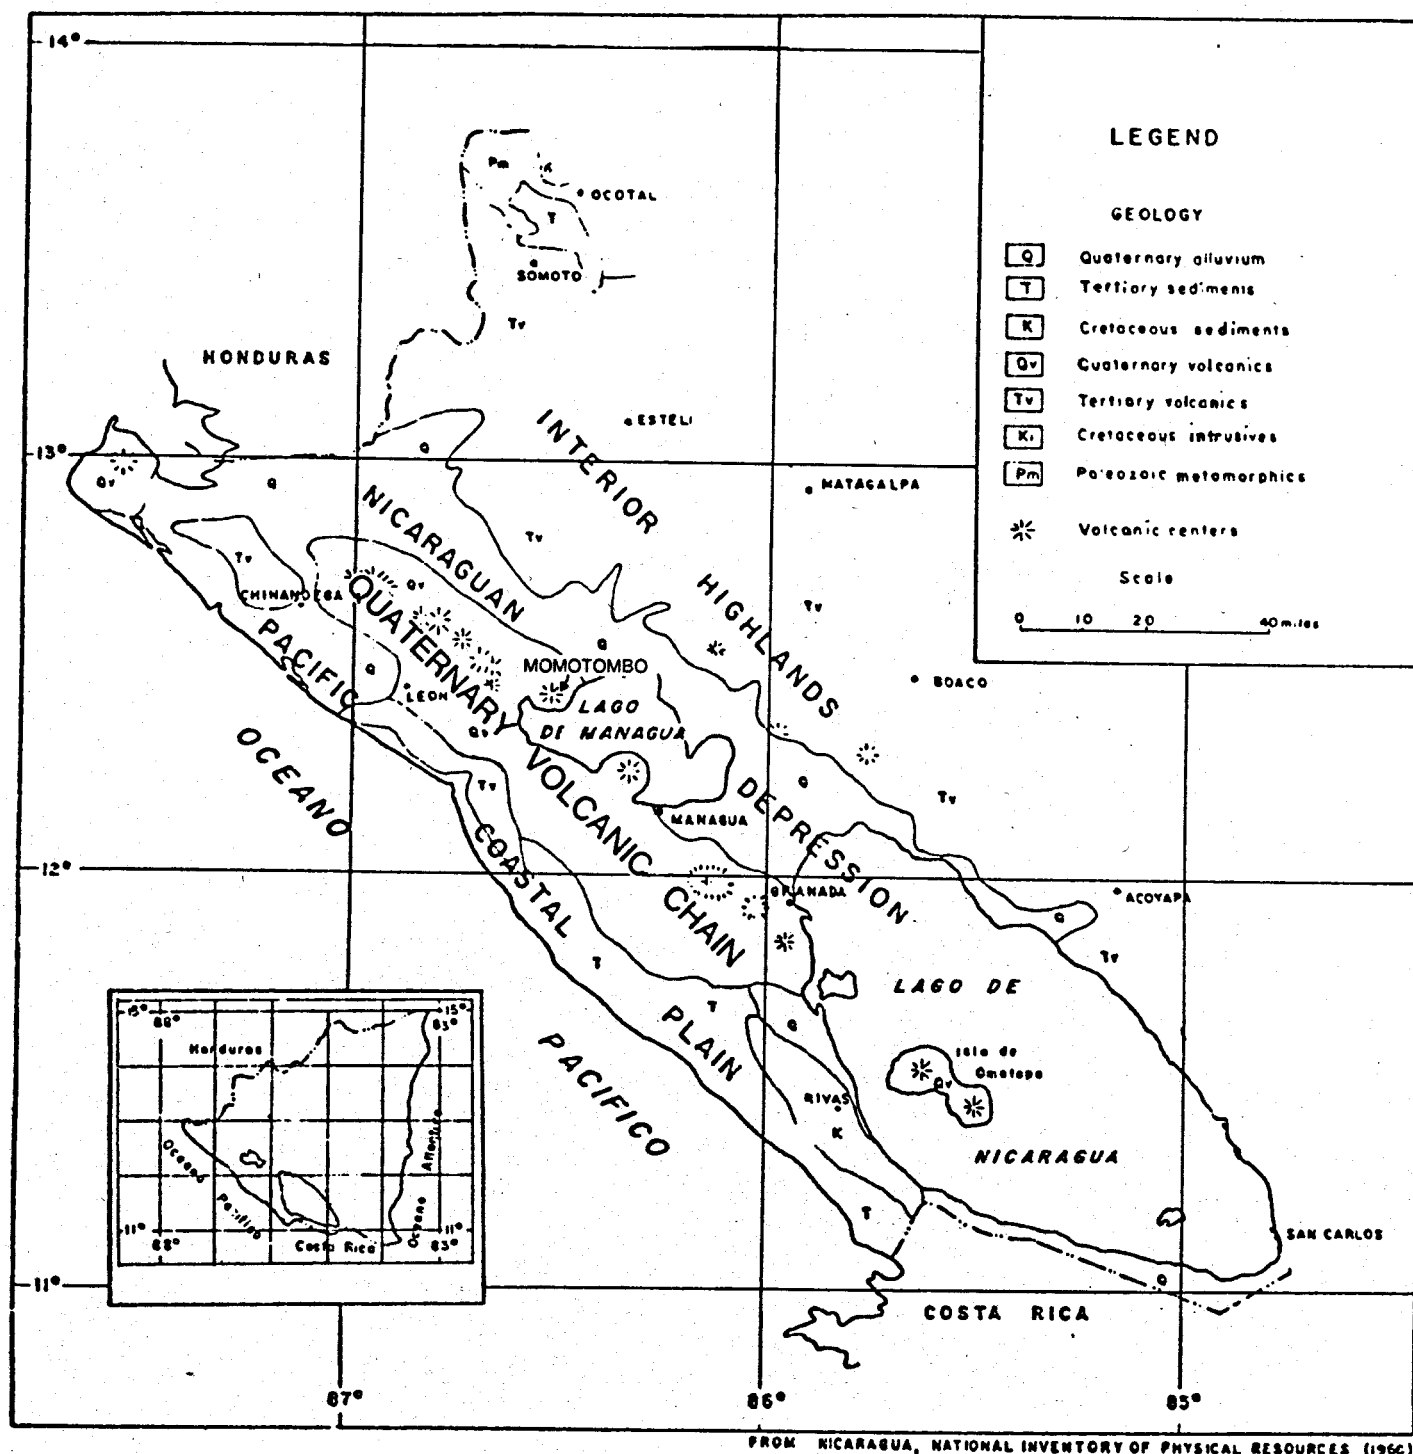 14°
LEGEND
GEOLOGY
Q Quaternary alluvium
T Tertiary sediments
K Cretaceous sediments
Qv Quaternary volcanics
Tv Tertiary volcanics
Ki Cretaceous intrusives
Pm Paleozoic metamorphics
Volcanic centers
Scale
0 10 20 40 miles
Pm
OCOTAL
T
SOMOTO
Tv
HONDURAS
ESTELI
INTERIOR
HIGHLANDS
13°
Q
MATAGALPA
Qv
Q
NICARAGUAN
DEPRESSION
Tv
Tv
Qv
Tv
CHINANDEGA
QUATERNARY
VOLCANIC
CHAIN
PACIFIC
COASTAL
PLAIN
Q
Q
MOMOTOMBO
LEON
BOACO
LAGO
DE MANAGUA
Qv
OCEANO
PACIFICO
Tv
Q
Tv
MANAGUA
12°
GRANADA
ACOYAPA
Q
Tv
T
LAGO DE
NICARAGUA
T
Q
Isla de
Ometepe
Qv
RIVAS
K
T
SAN CARLOS
Q
11°
COSTA RICA
87°
86°
85°
15°
88°
15°
83°
Honduras
Oceano Pacifico
Oceano Atlantico
Costa Rica
11°
88°
11°
83°
FROM NICARAGUA, NATIONAL INVENTORY OF PHYSICAL RESOURCES